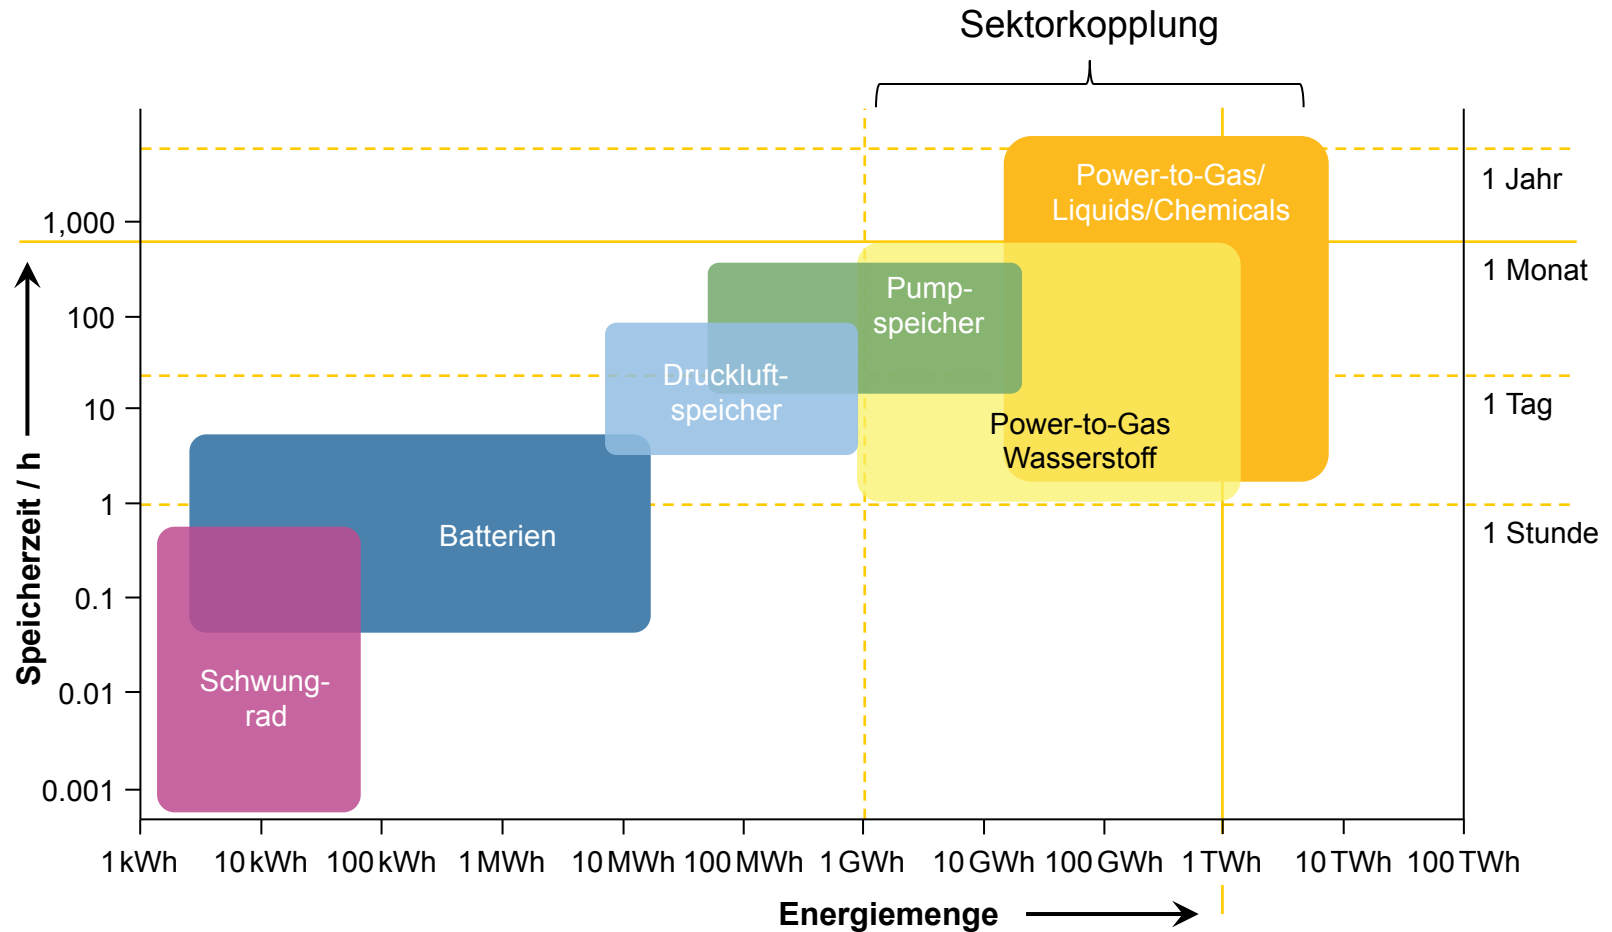 Sektorkopplung
Power-to-Gas/
Liquids/Chemicals
1 Jahr
1,000
1 Monat
Pump-
speicher
100
Druckluft-
speicher
10
1 Tag
Power-to-Gas
Wasserstoff
1
Batterien
1 Stunde
0.1
Schwung-
rad
0.01
0.001
Speicherzeit / h
1 kWh 10 kWh 100 kWh 1 MWh 10 MWh 100 MWh 1 GWh 10 GWh 100 GWh 1 TWh 10 TWh 100 TWh
Energiemenge